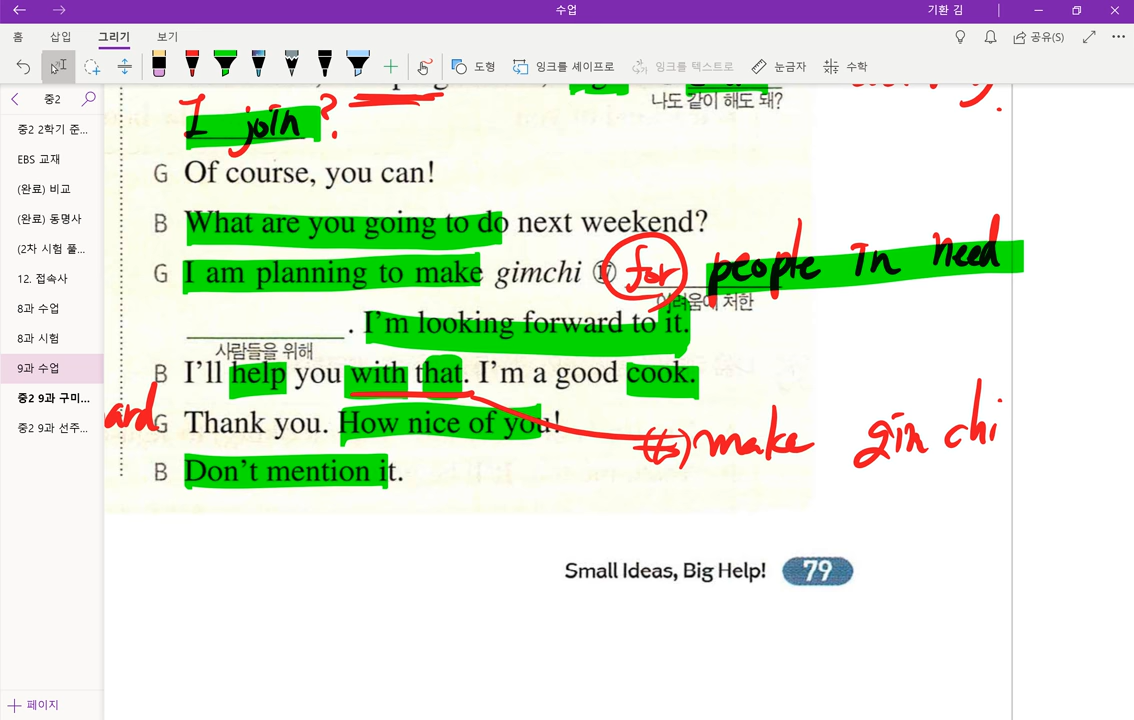 수업
기환 김
홈 삽입 그리기 보기
공유(S)
도형 잉크를 셰이프로 잉크를 텍스트로 눈금자 수학
중2
중2 2학기 준...
EBS 교재
(완료) 비교
(완료) 동명사
(2차 시험 풀...
12. 접속사
8과 수업
8과 시험
9과 수업
중2 9과 구미...
중2 9과 선주...
페이지
나도 같이 해도 돼?
I join?
G Of course, you can!
B What are you going to do next weekend?
G I am planning to make gimchi ⑰ for people in need
어려움에 처한
. I'm looking forward to it.
사람들을 위해
B I'll help you with that. I'm a good cook.
ard
G Thank you. How nice of you!
(to) make gin chi
B Don't mention it.
Small Ideas, Big Help! 79